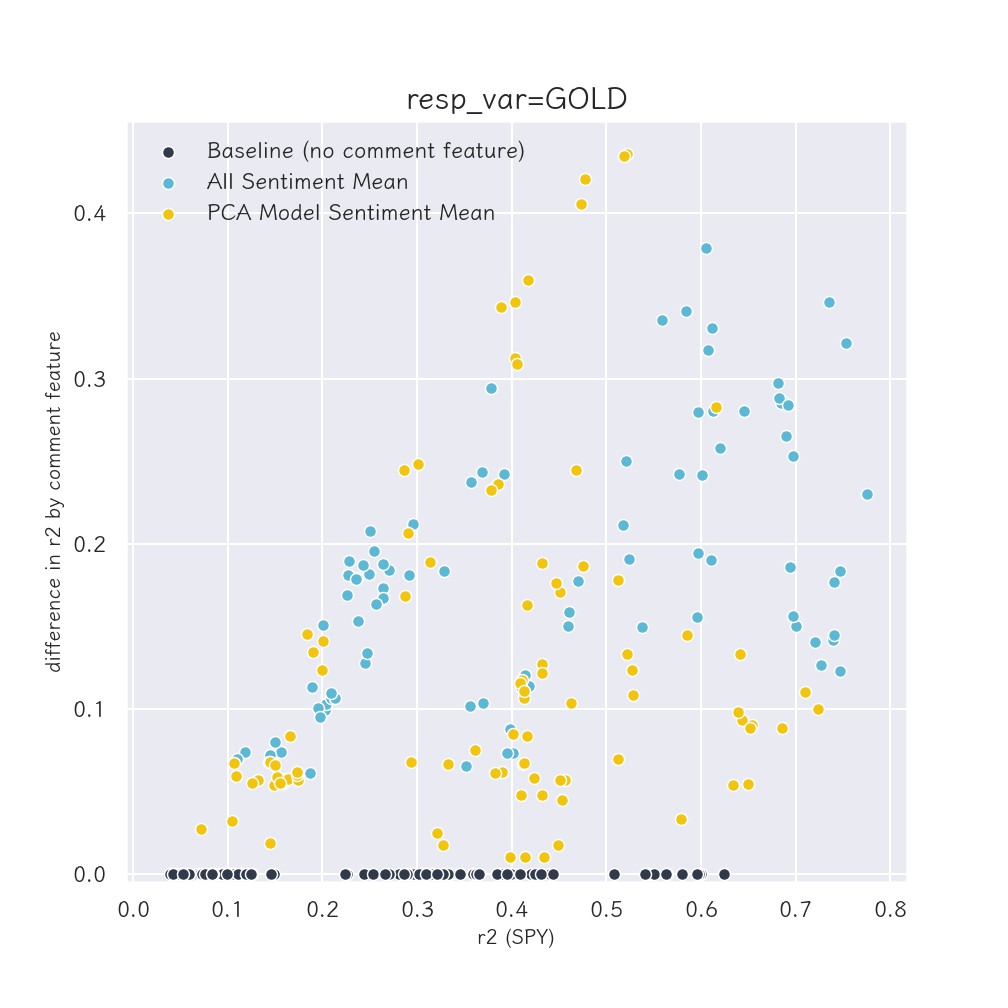 resp_var=GOLD
Baseline (no comment feature)
All Sentiment Mean
PCA Model Sentiment Mean
difference in r2 by comment feature
0.4
0.3
0.2
0.1
0.0
0.0 0.1 0.2 0.3 0.4 0.5 0.6 0.7 0.8
r2 (SPY)